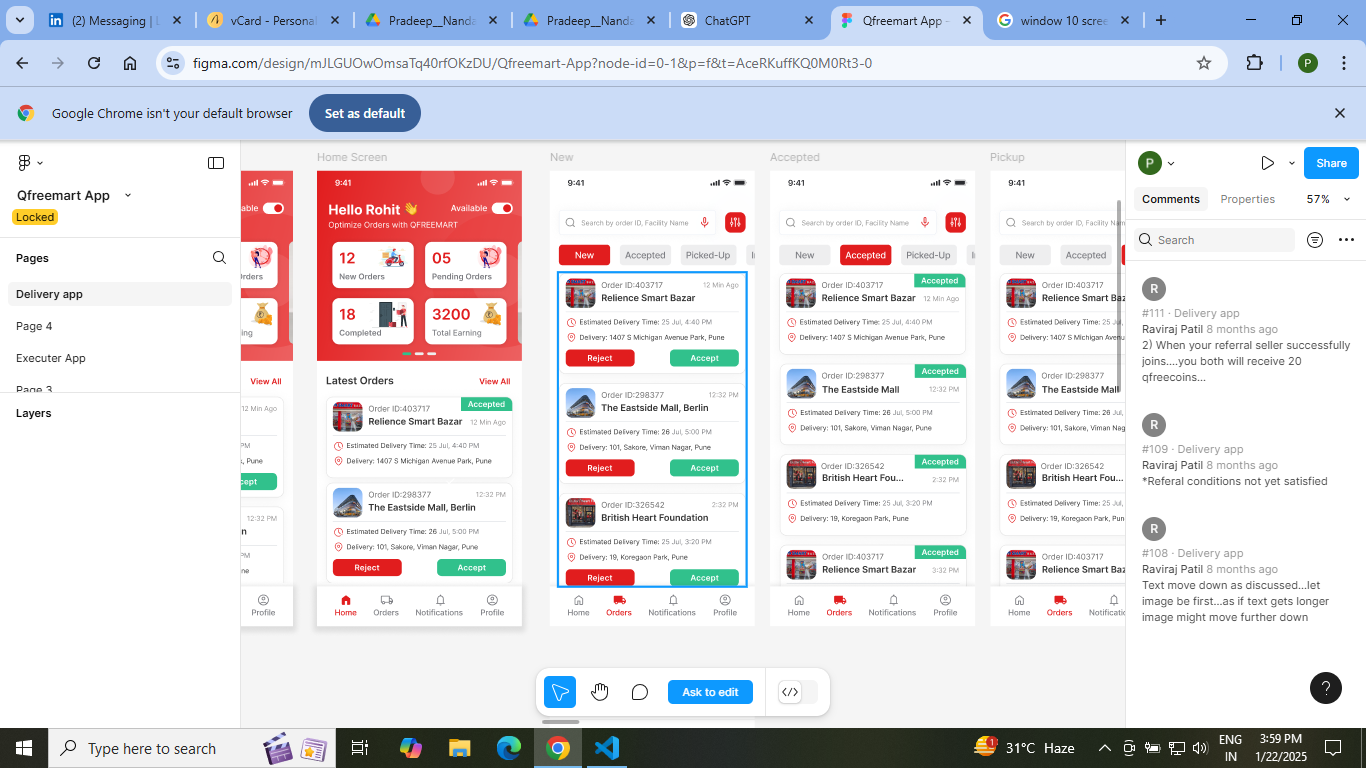 (2) Messaging | L
vCard - Personal
Pradeep__Nanda
Pradeep__Nanda
ChatGPT
Qfreemart App -
window 10 scree
figma.com/design/mJLGUOwOmsaTq40rfOKzDU/Qfreemart-App?node-id=0-1&p=f&t=AceRKuffKQ0M0Rt3-0
P
Google Chrome isn't your default browser
Set as default
Qfreemart App
Locked
Pages
Delivery app
Page 4
Executer App
Page 3
Layers
able
Orders
ing
View All
12 Min Ago
PM
k, Pune
cept
12:32 PM
n
PM
ne
Profile
Home Screen
9:41
Hello Rohit
Available
Optimize Orders with QFREEMART
12
New Orders
05
Pending Orders
18
Completed
3200
Total Earning
Latest Orders
View All
Accepted
Order ID:403717
Relience Smart Bazar
12 Min Ago
Estimated Delivery Time: 25 Jul, 4:40 PM
Delivery: 1407 S Michigan Avenue Park, Pune
Order ID:298377
12:32 PM
The Eastside Mall, Berlin
Estimated Delivery Time: 26 Jul, 5:00 PM
Delivery: 101, Sakore, Viman Nagar, Pune
Reject
Accept
Home
Orders
Notifications
Profile
New
9:41
Search by order ID, Facility Name
New
Accepted
Picked-Up
Order ID:403717
12 Min Ago
Relience Smart Bazar
Estimated Delivery Time: 25 Jul, 4:40 PM
Delivery: 1407 S Michigan Avenue Park, Pune
Reject
Accept
Order ID:298377
12:32 PM
The Eastside Mall, Berlin
Estimated Delivery Time: 26 Jul, 5:00 PM
Delivery: 101, Sakore, Viman Nagar, Pune
Reject
Accept
Order ID:326542
2:32 PM
British Heart Foundation
Estimated Delivery Time: 25 Jul, 3:20 PM
Delivery: 19, Koregaon Park, Pune
Reject
Accept
Home
Orders
Notifications
Profile
Accepted
9:41
Search by order ID, Facility Name
New
Accepted
Picked-Up
Accepted
Order ID:403717
Relience Smart Bazar
12 Min Ago
Estimated Delivery Time: 25 Jul, 4:40 PM
Delivery: 1407 S Michigan Avenue Park, Pune
Accepted
Order ID:298377
The Eastside Mall
12:32 PM
Estimated Delivery Time: 26 Jul, 5:00 PM
Delivery: 101, Sakore, Viman Nagar, Pune
Accepted
Order ID:326542
British Heart Fou...
2:32 PM
Estimated Delivery Time: 25 Jul, 3:20 PM
Delivery: 19, Koregaon Park, Pune
Accepted
Order ID:403717
Relience Smart Bazar
3:32 PM
Home
Orders
Notifications
Profile
Pickup
9:41
Search by order ID, Facility Name
New
Accepted
Order ID:403717
Relience Smart Ba
Estimated Delivery Time: 25 Jul,
Delivery: 1407 S Michigan Avenu
Order ID:298377
The Eastside Mall
Estimated Delivery Time: 26 Jul,
Delivery: 101, Sakore, Viman Nag
Order ID:326542
British Heart Fou...
Estimated Delivery Time: 25 Jul,
Delivery: 19, Koregaon Park, Pune
Order ID:403717
Relience Smart Ba
Home
Orders
Notificatio
Ask to edit
P
Share
Comments
Properties
57%
Search
R
#111 · Delivery app
Raviraj Patil 8 months ago
2) When your referral seller successfully
joins....you both will receive 20
qfreecoins...
R
#109 · Delivery app
Raviraj Patil 8 months ago
*Referal conditions not yet satisfied
R
#108 · Delivery app
Raviraj Patil 8 months ago
Text move down as discussed...let
image be first...as if text gets longer
image might move further down
?
Type here to search
1
31°C Haze
ENG
IN
3:59 PM
1/22/2025